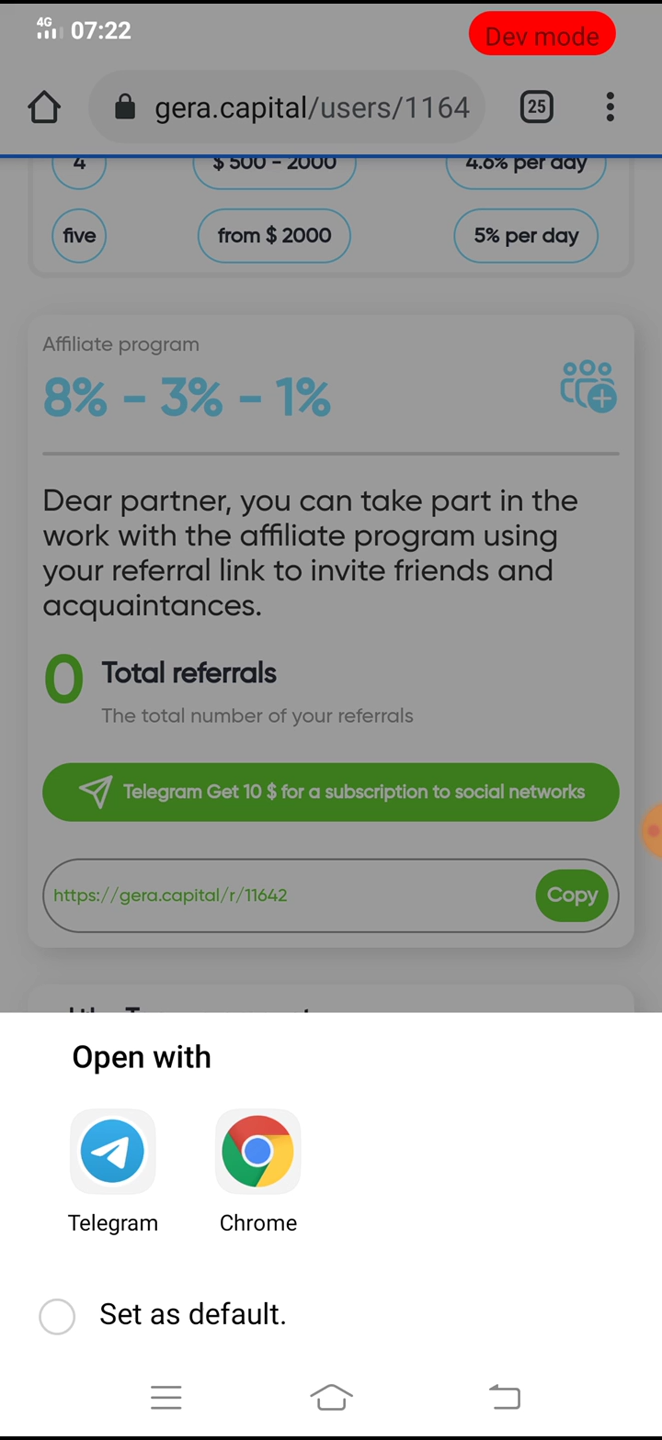 4G 07:22
Dev mode
gera.capital/users/1164
25
4 $ 500 - 2000 4.6% per day
five from $ 2000 5% per day
Affiliate program
8% - 3% - 1%
Dear partner, you can take part in the
work with the affiliate program using
your referral link to invite friends and
acquaintances.
0 Total referrals
The total number of your referrals
Telegram Get 10 $ for a subscription to social networks
https://gera.capital/r/11642 Copy
Open with
Telegram Chrome
Set as default.